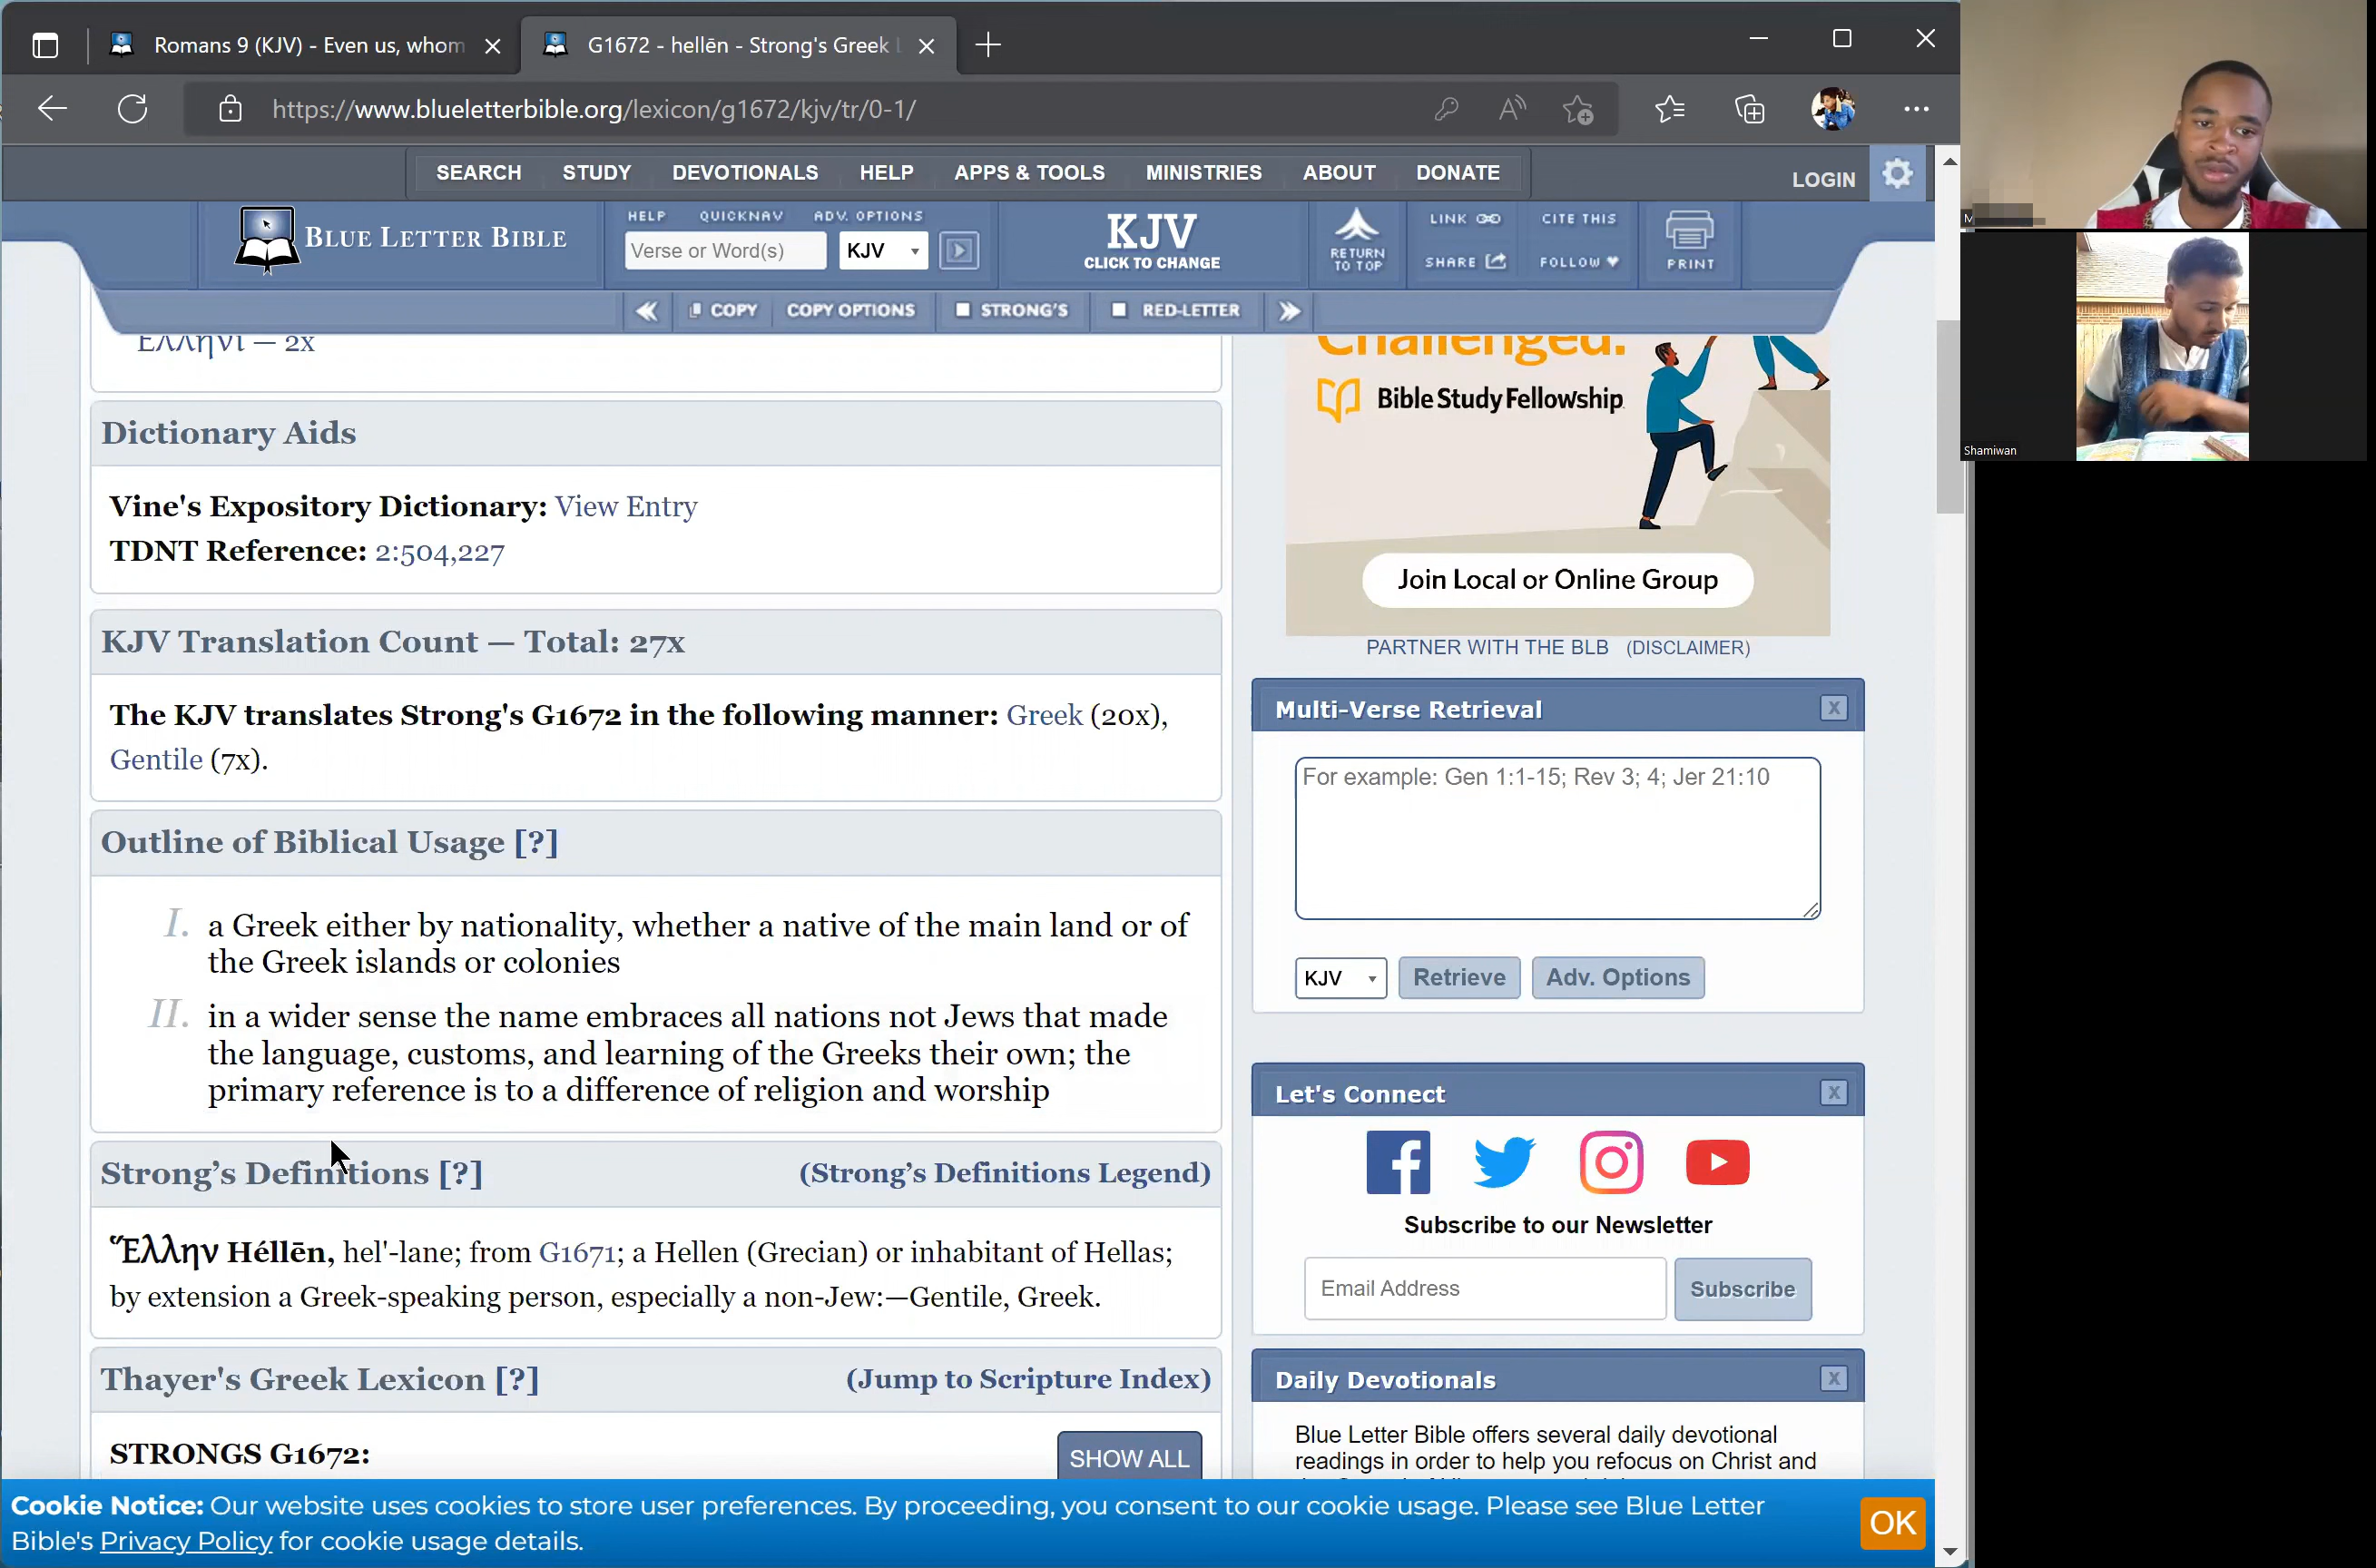 Romans 9 (KJV) - Even us, whom
G1672 - hellēn - Strong's Greek L
https://www.blueletterbible.org/lexicon/g1672/kjv/tr/0-1/
SEARCH STUDY DEVOTIONALS HELP APPS & TOOLS MINISTRIES ABOUT DONATE
LOGIN
BLUE LETTER BIBLE
HELP QUICKNAV ADV. OPTIONS
Verse or Word(s)
KJV
KJV
CLICK TO CHANGE
RETURN
TO TOP
LINK
CITE THIS
SHARE
FOLLOW
PRINT
COPY
COPY OPTIONS
STRONG'S
RED-LETTER
Ἕλληνι — 2x
Dictionary Aids
Vine's Expository Dictionary: View Entry
TDNT Reference: 2:504,227
KJV Translation Count — Total: 27x
The KJV translates Strong's G1672 in the following manner: Greek (20x),
Gentile (7x).
Outline of Biblical Usage [?]
I. a Greek either by nationality, whether a native of the main land or of
the Greek islands or colonies
II. in a wider sense the name embraces all nations not Jews that made
the language, customs, and learning of the Greeks their own; the
primary reference is to a difference of religion and worship
Strong’s Definitions [?]
(Strong’s Definitions Legend)
Ἕλλην Héllēn, hel'-lane; from G1671; a Hellen (Grecian) or inhabitant of Hellas;
by extension a Greek-speaking person, especially a non-Jew:—Gentile, Greek.
Thayer's Greek Lexicon [?]
(Jump to Scripture Index)
STRONGS G1672:
SHOW ALL
Challenged.
Bible Study Fellowship
Join Local or Online Group
PARTNER WITH THE BLB (DISCLAIMER)
Multi-Verse Retrieval
X
For example: Gen 1:1-15; Rev 3; 4; Jer 21:10
KJV
Retrieve
Adv. Options
Let's Connect
X
Subscribe to our Newsletter
Email Address
Subscribe
Daily Devotionals
X
Blue Letter Bible offers several daily devotional
readings in order to help you refocus on Christ and
Cookie Notice: Our website uses cookies to store user preferences. By proceeding, you consent to our cookie usage. Please see Blue Letter
Bible's Privacy Policy for cookie usage details.
OK
M
Shamiwan